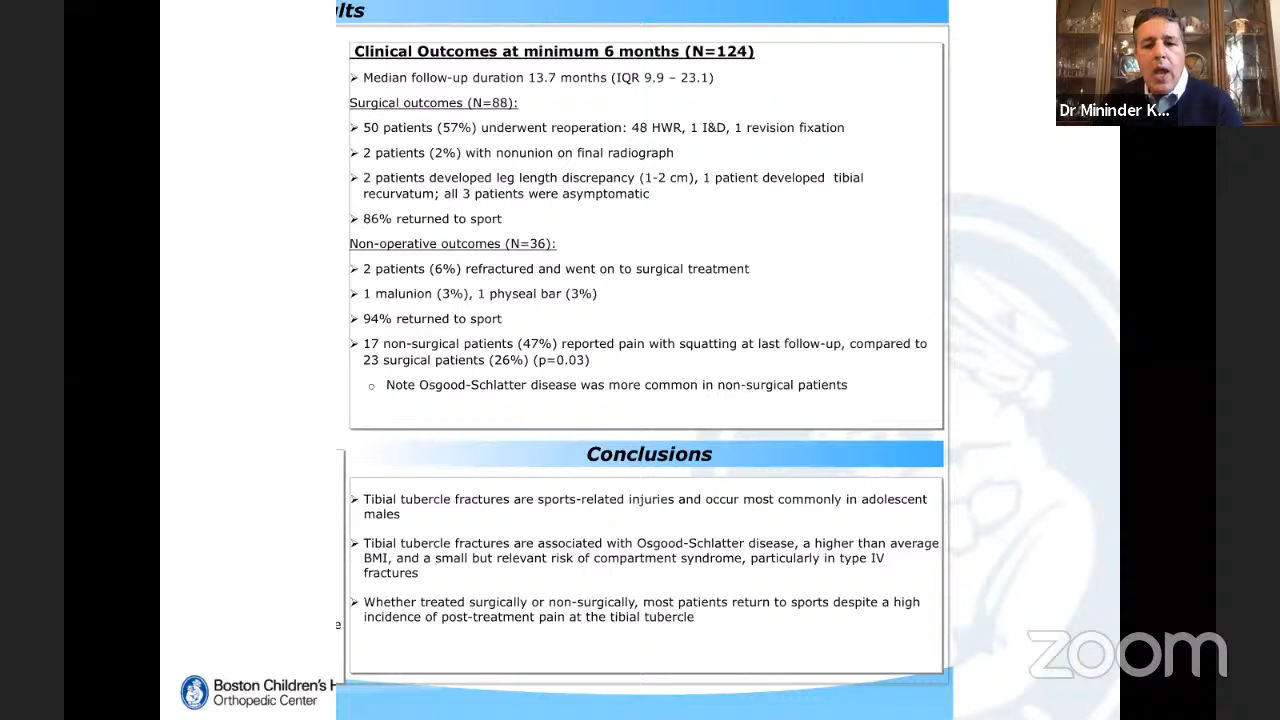 lts
Clinical Outcomes at minimum 6 months (N=124)
➢ Median follow-up duration 13.7 months (IQR 9.9 – 23.1)
Surgical outcomes (N=88):
➢ 50 patients (57%) underwent reoperation: 48 HWR, 1 I&D, 1 revision fixation
➢ 2 patients (2%) with nonunion on final radiograph
➢ 2 patients developed leg length discrepancy (1-2 cm), 1 patient developed tibial
recurvatum; all 3 patients were asymptomatic
➢ 86% returned to sport
Non-operative outcomes (N=36):
➢ 2 patients (6%) refractured and went on to surgical treatment
➢ 1 malunion (3%), 1 physeal bar (3%)
➢ 94% returned to sport
➢ 17 non-surgical patients (47%) reported pain with squatting at last follow-up, compared to
23 surgical patients (26%) (p=0.03)
o Note Osgood-Schlatter disease was more common in non-surgical patients
Conclusions
➢ Tibial tubercle fractures are sports-related injuries and occur most commonly in adolescent
males
➢ Tibial tubercle fractures are associated with Osgood-Schlatter disease, a higher than average
BMI, and a small but relevant risk of compartment syndrome, particularly in type IV
fractures
➢ Whether treated surgically or non-surgically, most patients return to sports despite a high
incidence of post-treatment pain at the tibial tubercle
e
Boston Children's H
Orthopedic Center
Dr Mininder K...
zoom